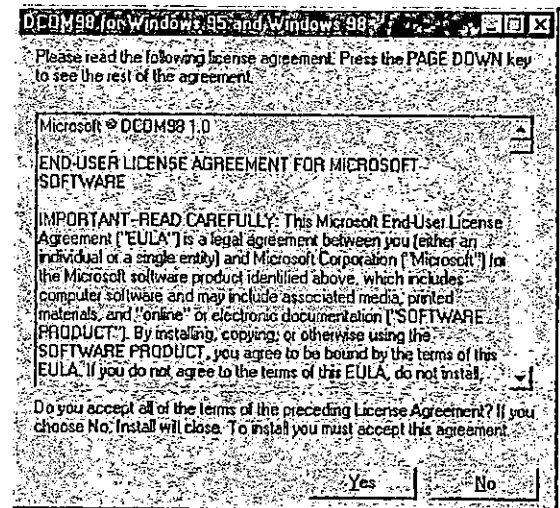 DCOM98 for Windows 95 and Windows 98
Please read the following license agreement. Press the PAGE DOWN key
to see the rest of the agreement.
Microsoft ® DCOM98 1.0
END-USER LICENSE AGREEMENT FOR MICROSOFT
SOFTWARE
IMPORTANT-READ CAREFULLY: This Microsoft End-User License
Agreement ("EULA") is a legal agreement between you (either an
individual or a single entity) and Microsoft Corporation ("Microsoft") for
the Microsoft software product identified above, which includes
computer software and may include associated media, printed
materials, and "online" or electronic documentation ("SOFTWARE
PRODUCT"). By installing, copying, or otherwise using the
SOFTWARE PRODUCT, you agree to be bound by the terms of this
EULA. If you do not agree to the terms of this EULA, do not install,
Do you accept all of the terms of the preceding License Agreement? If you
choose No, Install will close. To install you must accept this agreement.
Yes No